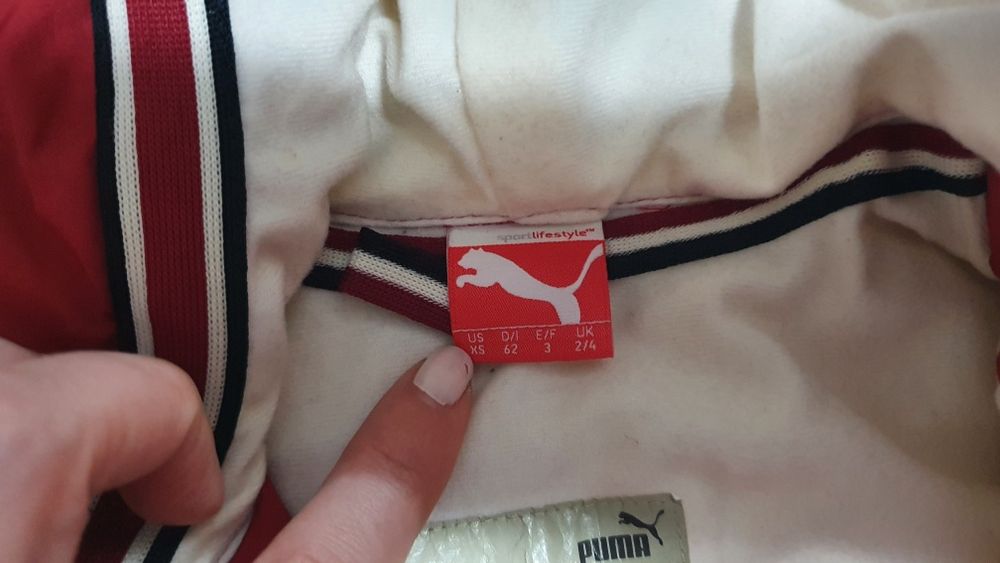 sportlifestyle™
US D/I E/F UK
XS 62 3 2/4
PUMA